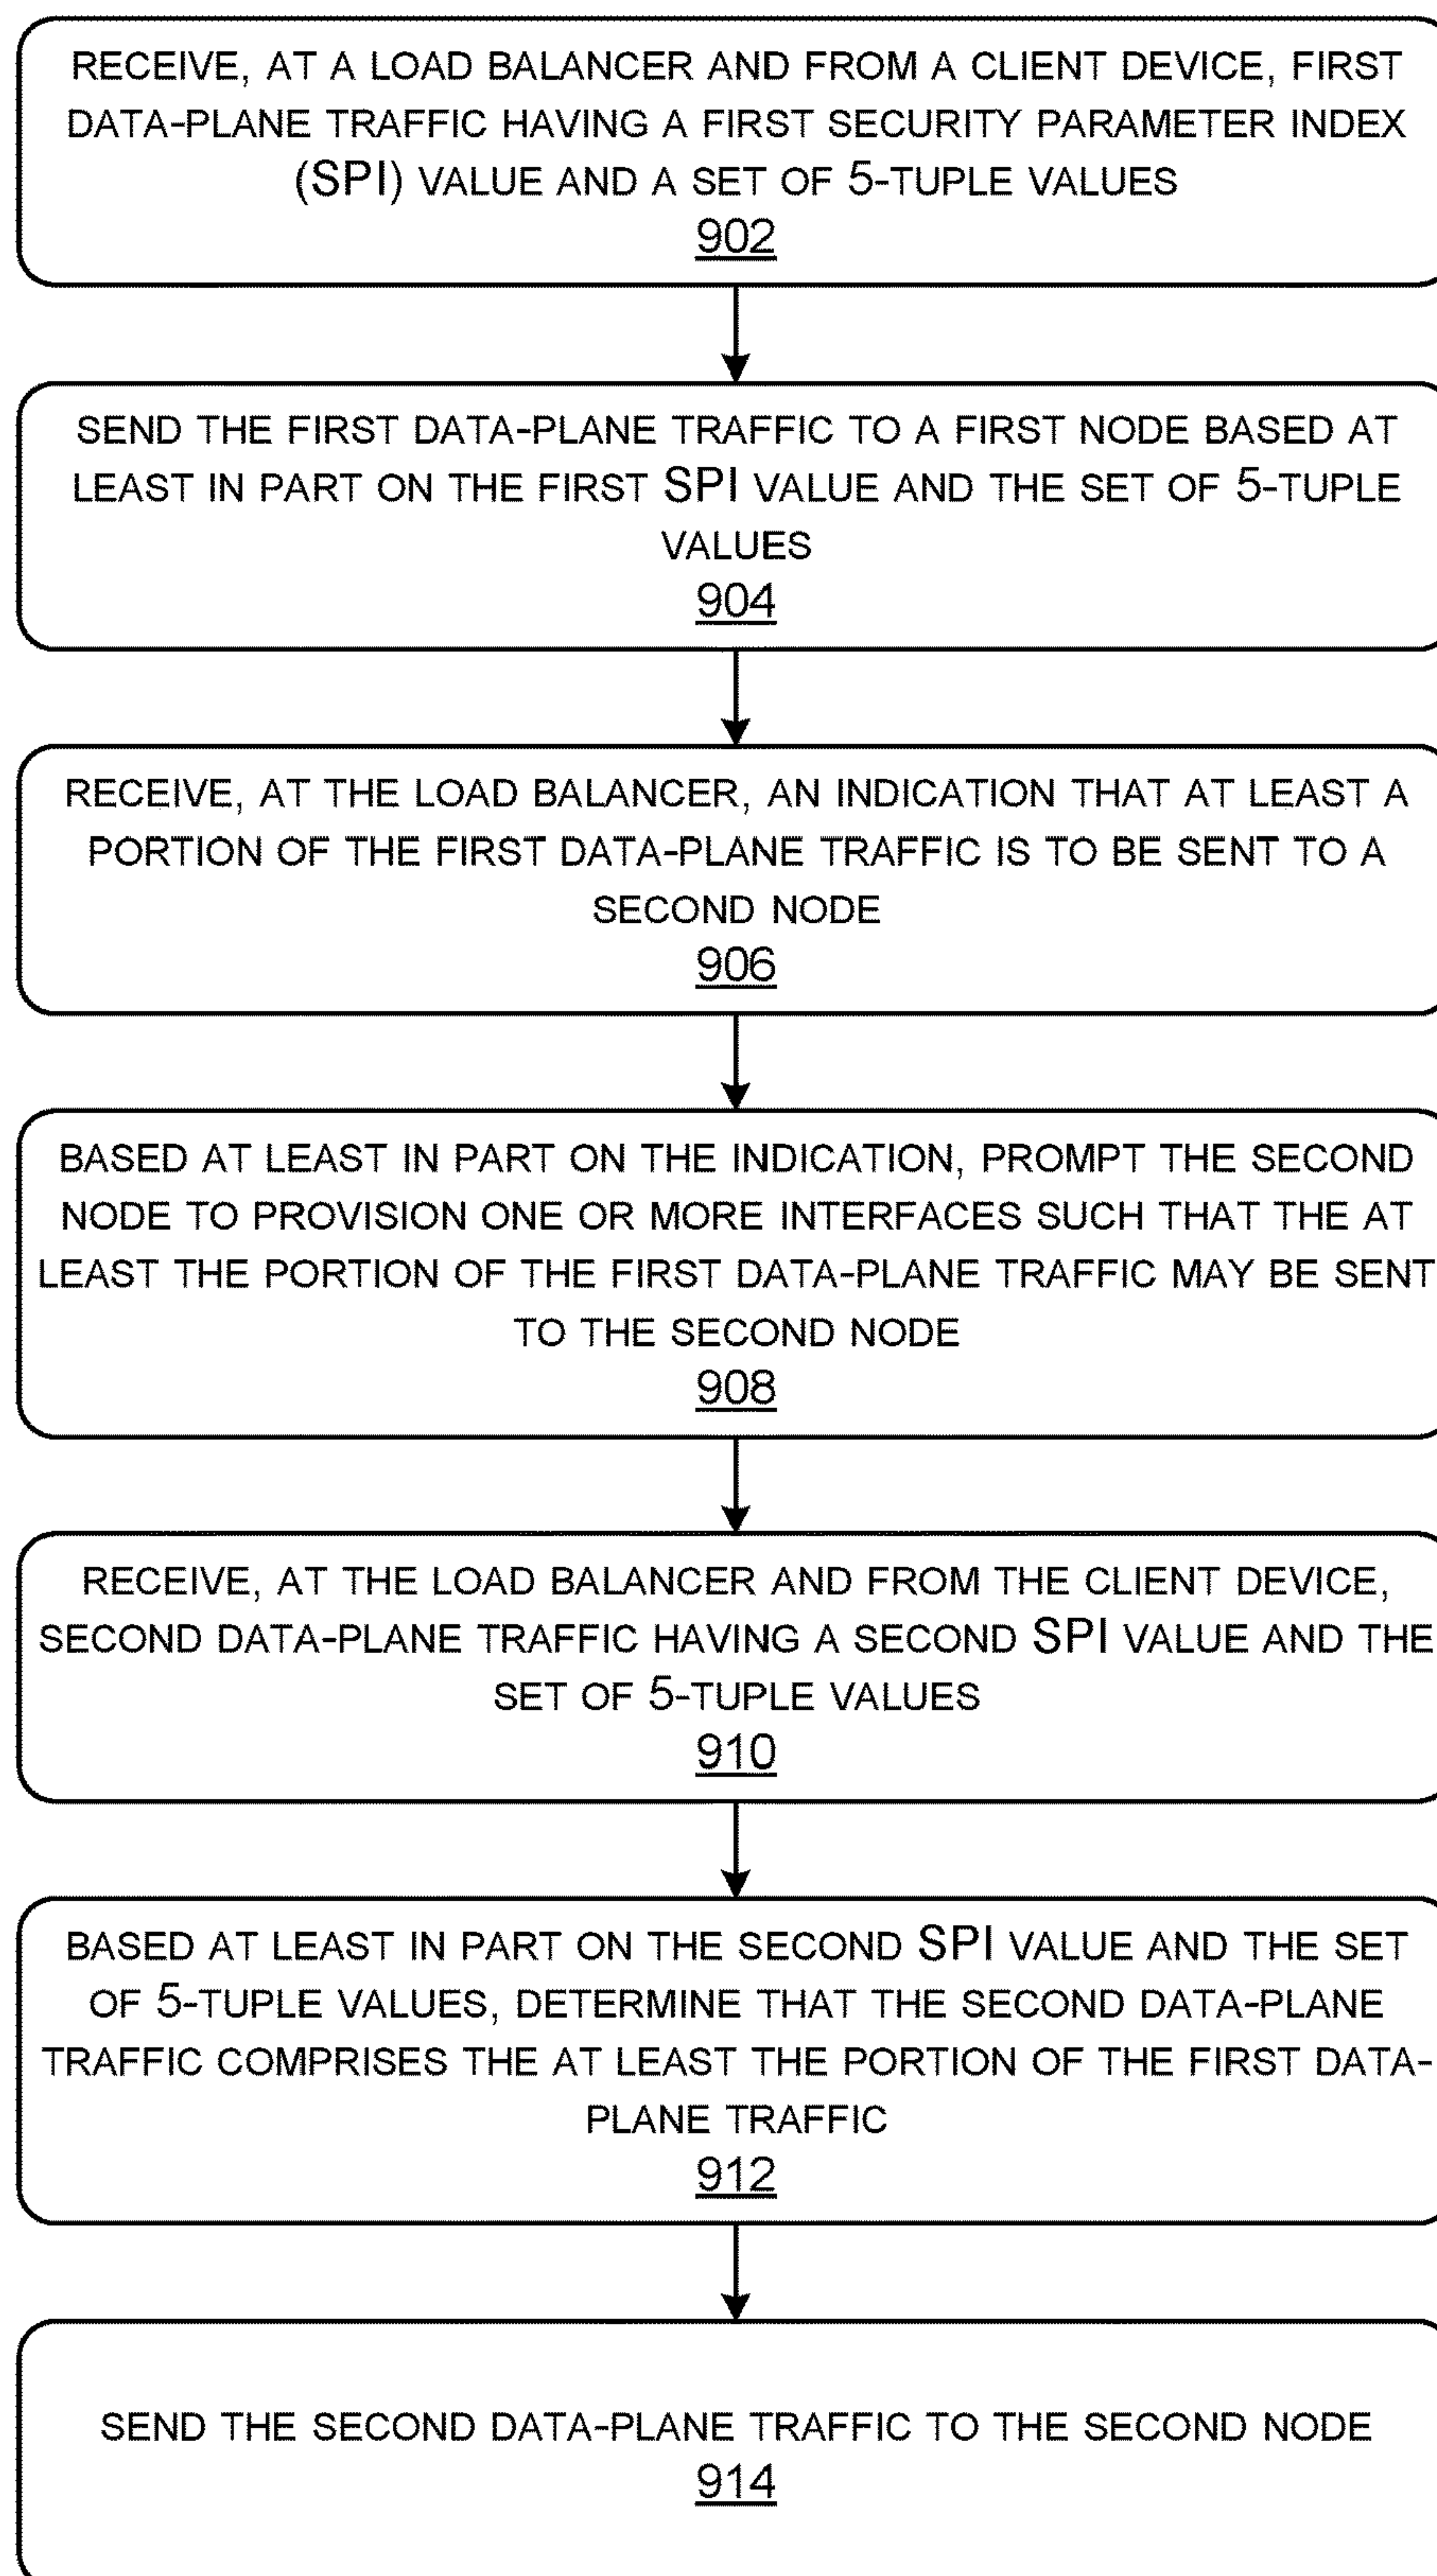 RECEIVE, AT A LOAD BALANCER AND FROM A CLIENT DEVICE, FIRST
DATA-PLANE TRAFFIC HAVING A FIRST SECURITY PARAMETER INDEX
(SPI) VALUE AND A SET OF 5-TUPLE VALUES
902
SEND THE FIRST DATA-PLANE TRAFFIC TO A FIRST NODE BASED AT
LEAST IN PART ON THE FIRST SPI VALUE AND THE SET OF 5-TUPLE
VALUES
904
RECEIVE, AT THE LOAD BALANCER, AN INDICATION THAT AT LEAST A
PORTION OF THE FIRST DATA-PLANE TRAFFIC IS TO BE SENT TO A
SECOND NODE
906
BASED AT LEAST IN PART ON THE INDICATION, PROMPT THE SECOND
NODE TO PROVISION ONE OR MORE INTERFACES SUCH THAT THE AT
LEAST THE PORTION OF THE FIRST DATA-PLANE TRAFFIC MAY BE SENT
TO THE SECOND NODE
908
RECEIVE, AT THE LOAD BALANCER AND FROM THE CLIENT DEVICE,
SECOND DATA-PLANE TRAFFIC HAVING A SECOND SPI VALUE AND THE
SET OF 5-TUPLE VALUES
910
BASED AT LEAST IN PART ON THE SECOND SPI VALUE AND THE SET
OF 5-TUPLE VALUES, DETERMINE THAT THE SECOND DATA-PLANE
TRAFFIC COMPRISES THE AT LEAST THE PORTION OF THE FIRST DATA-
PLANE TRAFFIC
912
SEND THE SECOND DATA-PLANE TRAFFIC TO THE SECOND NODE
914